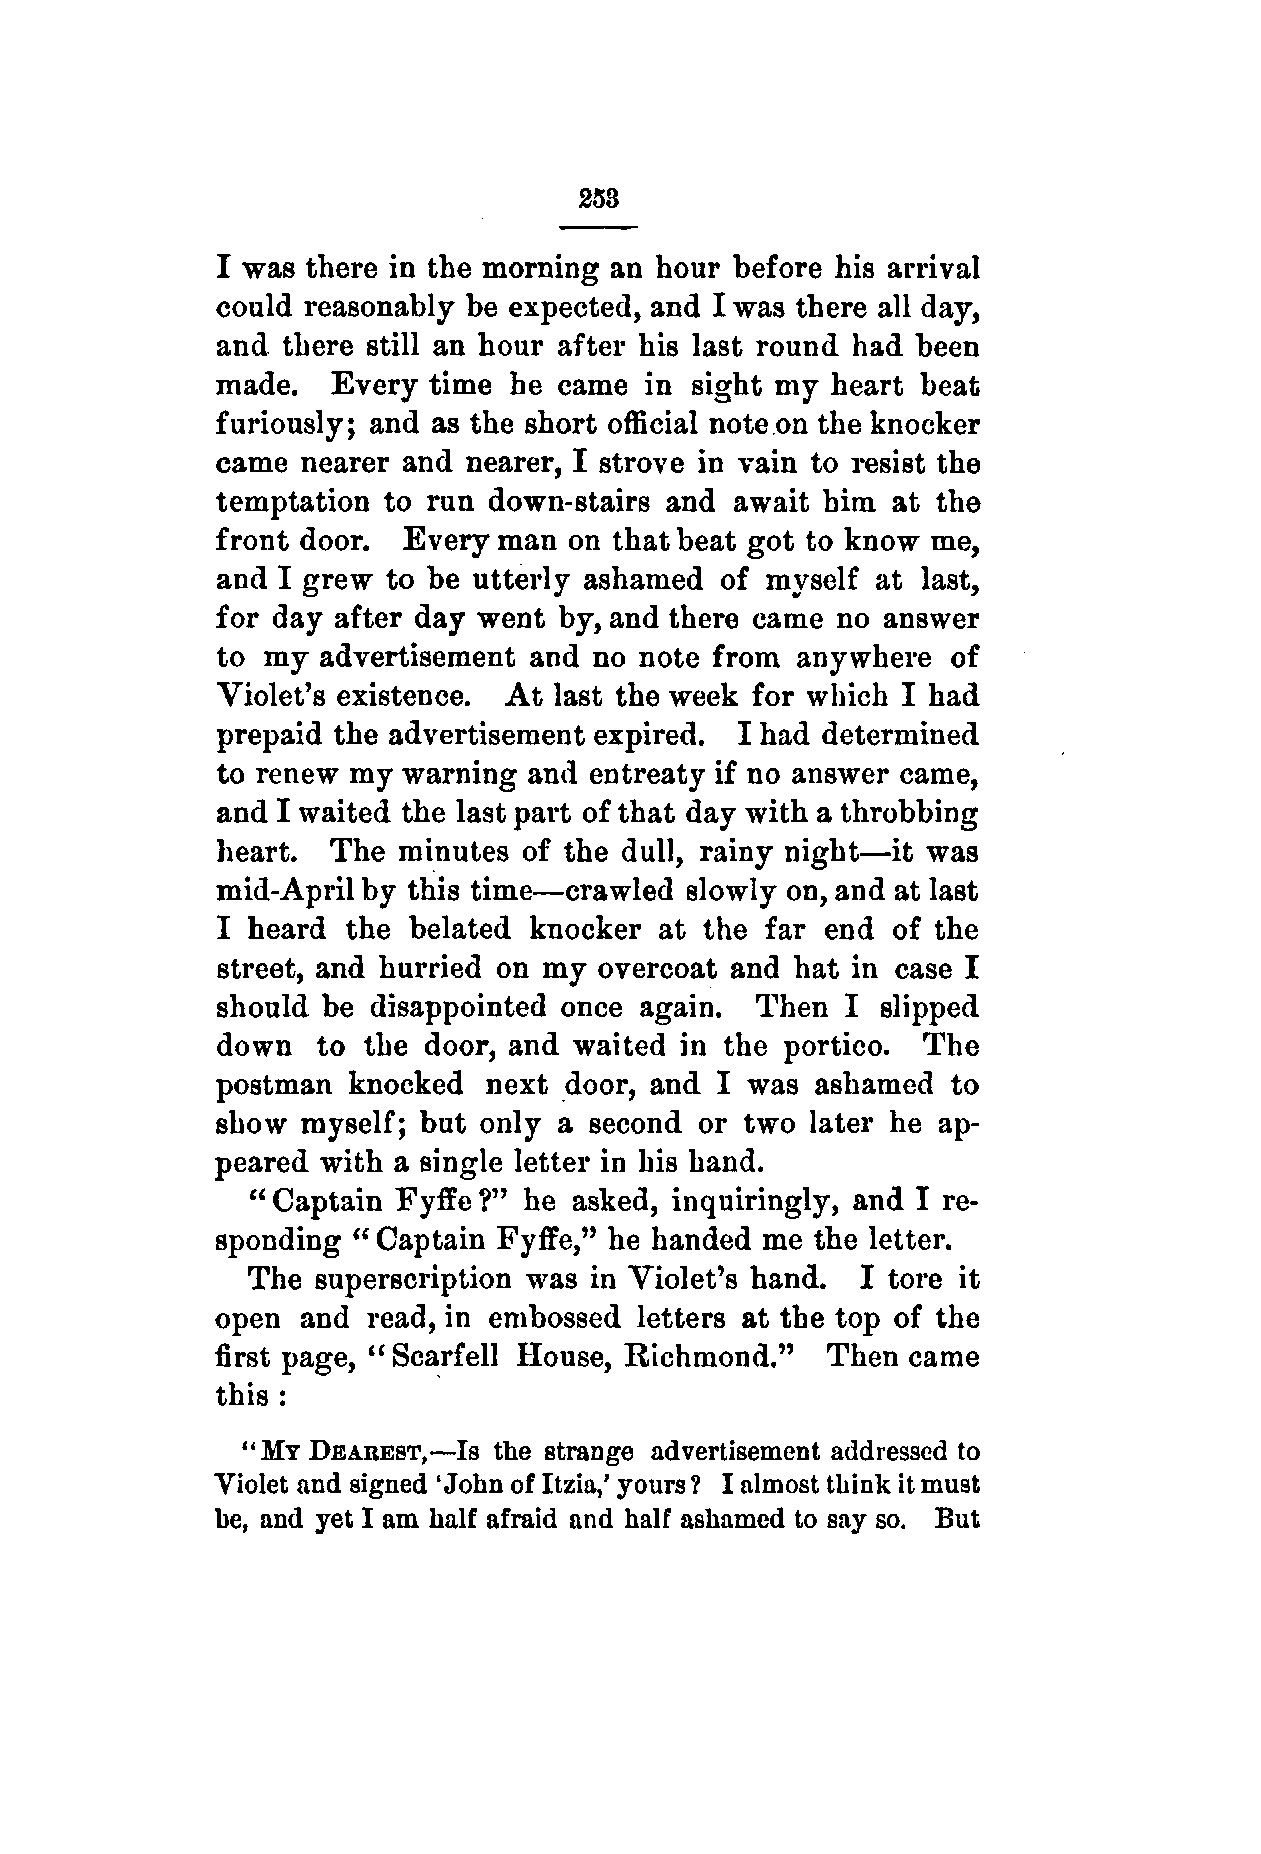 253
I was there in the morning an hour before his arrival
could reasonably be expected, and I was there all day,
and there still an hour after his last round had been
made. Every time he came in sight my heart beat
furiously; and as the short official note on the knocker
came nearer and nearer, I strove in vain to resist the
temptation to run down-stairs and await him at the
front door. Every man on that beat got to know me,
and I grew to be utterly ashamed of myself at last,
for day after day went by, and there came no answer
to my advertisement and no note from anywhere of
Violet's existence. At last the week for which I had
prepaid the advertisement expired. I had determined
to renew my warning and entreaty if no answer came,
and I waited the last part of that day with a throbbing
heart. The minutes of the dull, rainy night—it was
mid-April by this time—crawled slowly on, and at last
I heard the belated knocker at the far end of the
street, and hurried on my overcoat and hat in case I
should be disappointed once again. Then I slipped
down to the door, and waited in the portico. The
postman knocked next door, and I was ashamed to
show myself; but only a second or two later he ap-
peared with a single letter in his hand.
"Captain Fyffe?" he asked, inquiringly, and I re-
sponding "Captain Fyffe," he handed me the letter.
The superscription was in Violet's hand. I tore it
open and read, in embossed letters at the top of the
first page, "Scarfell House, Richmond." Then came
this:
"My Dearest,—Is the strange advertisement addressed to
Violet and signed 'John of Itzia,' yours? I almost think it must
be, and yet I am half afraid and half ashamed to say so. But